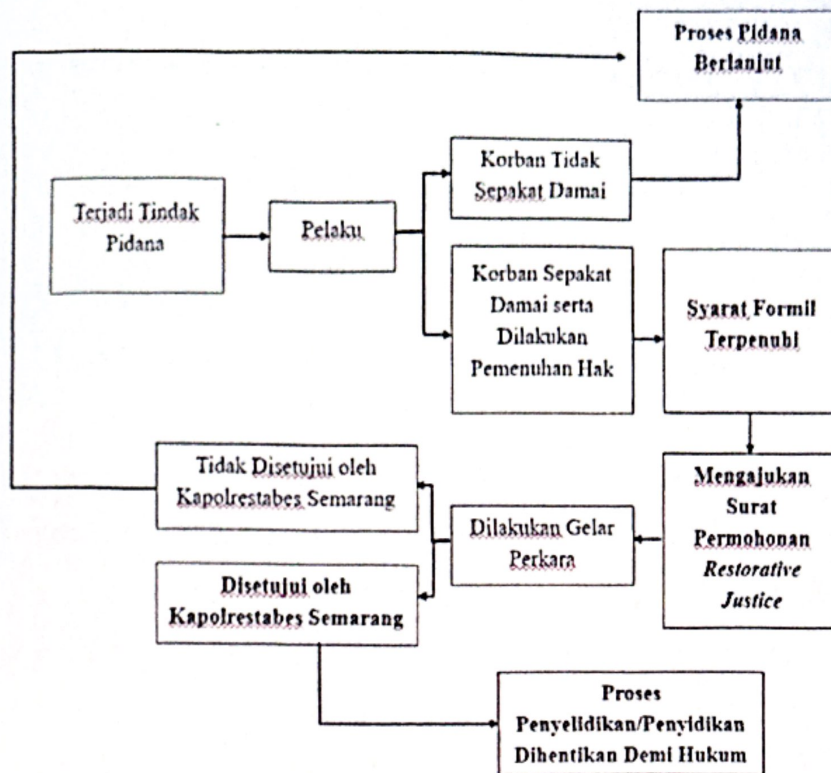 Proses Pidana
Berlanjut
Korban Tidak
Sepakat Damai
Terjadi Tindak
Pidana
Pelaku
Korban Sepakat
Damai serta
Dilakukan
Pemenuhan Hak
Syarat Formil
Terpenuhi
Tidak Disetujui oleh
Kapolrestabes Semarang
Dilakukan Gelar
Perkara
Mengajukan
Surat
Permohonan
Restorative
Justice
Disetujui oleh
Kapolrestabes Semarang
Proses
Penyelidikan/Penyidikan
Dihentikan Demi Hukum